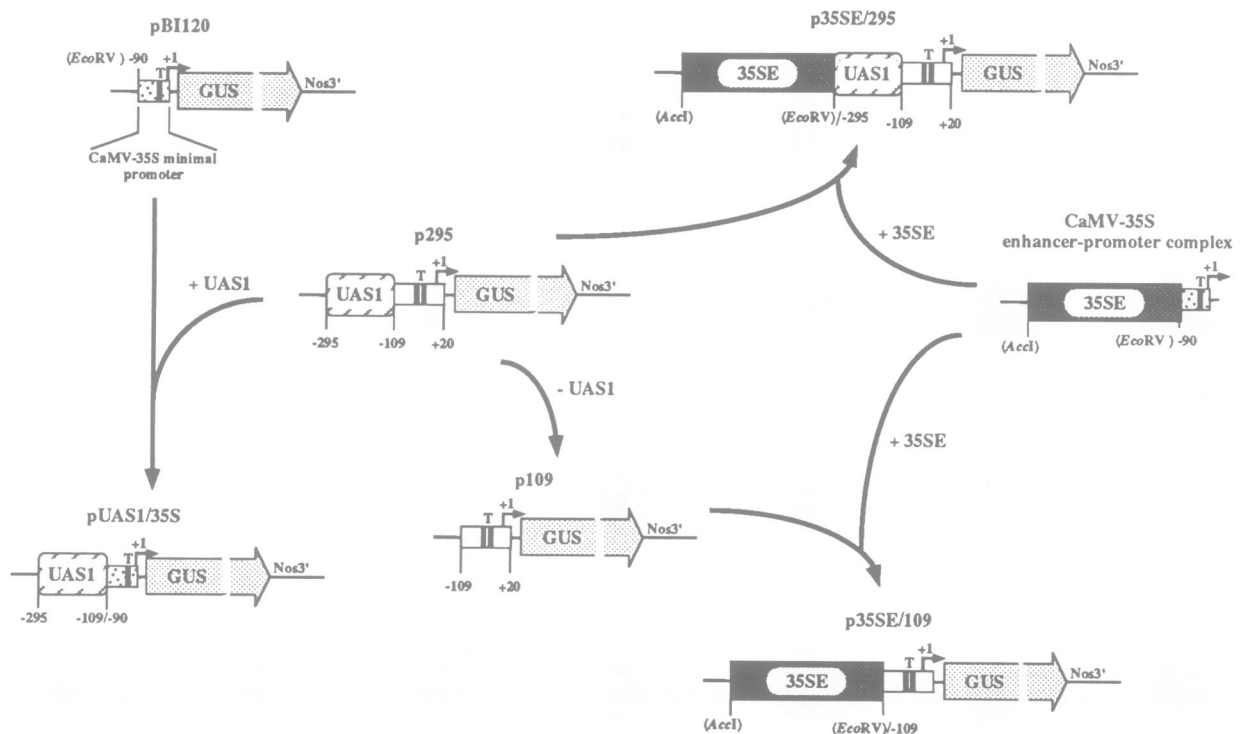 pBI120
(EcoRV) -90
T
+1
GUS
Nos3'
CaMV-35S minimal
promoter
p35SE/295
35SE
UAS1
T
+1
GUS
Nos3'
(AccI)
(EcoRV)/-295
-109
+20
+ UAS1
p295
UAS1
T
+1
GUS
Nos3'
-295
-109
+20
+ 35SE
CaMV-35S
enhancer-promoter complex
35SE
T
+1
(AccI)
(EcoRV ) -90
- UAS1
+ 35SE
pUAS1/35S
UAS1
T
+1
GUS
Nos3'
-295
-109/-90
p109
T
+1
GUS
Nos3'
-109
+20
p35SE/109
35SE
T
+1
GUS
Nos3'
(AccI)
(EcoRV)/-109